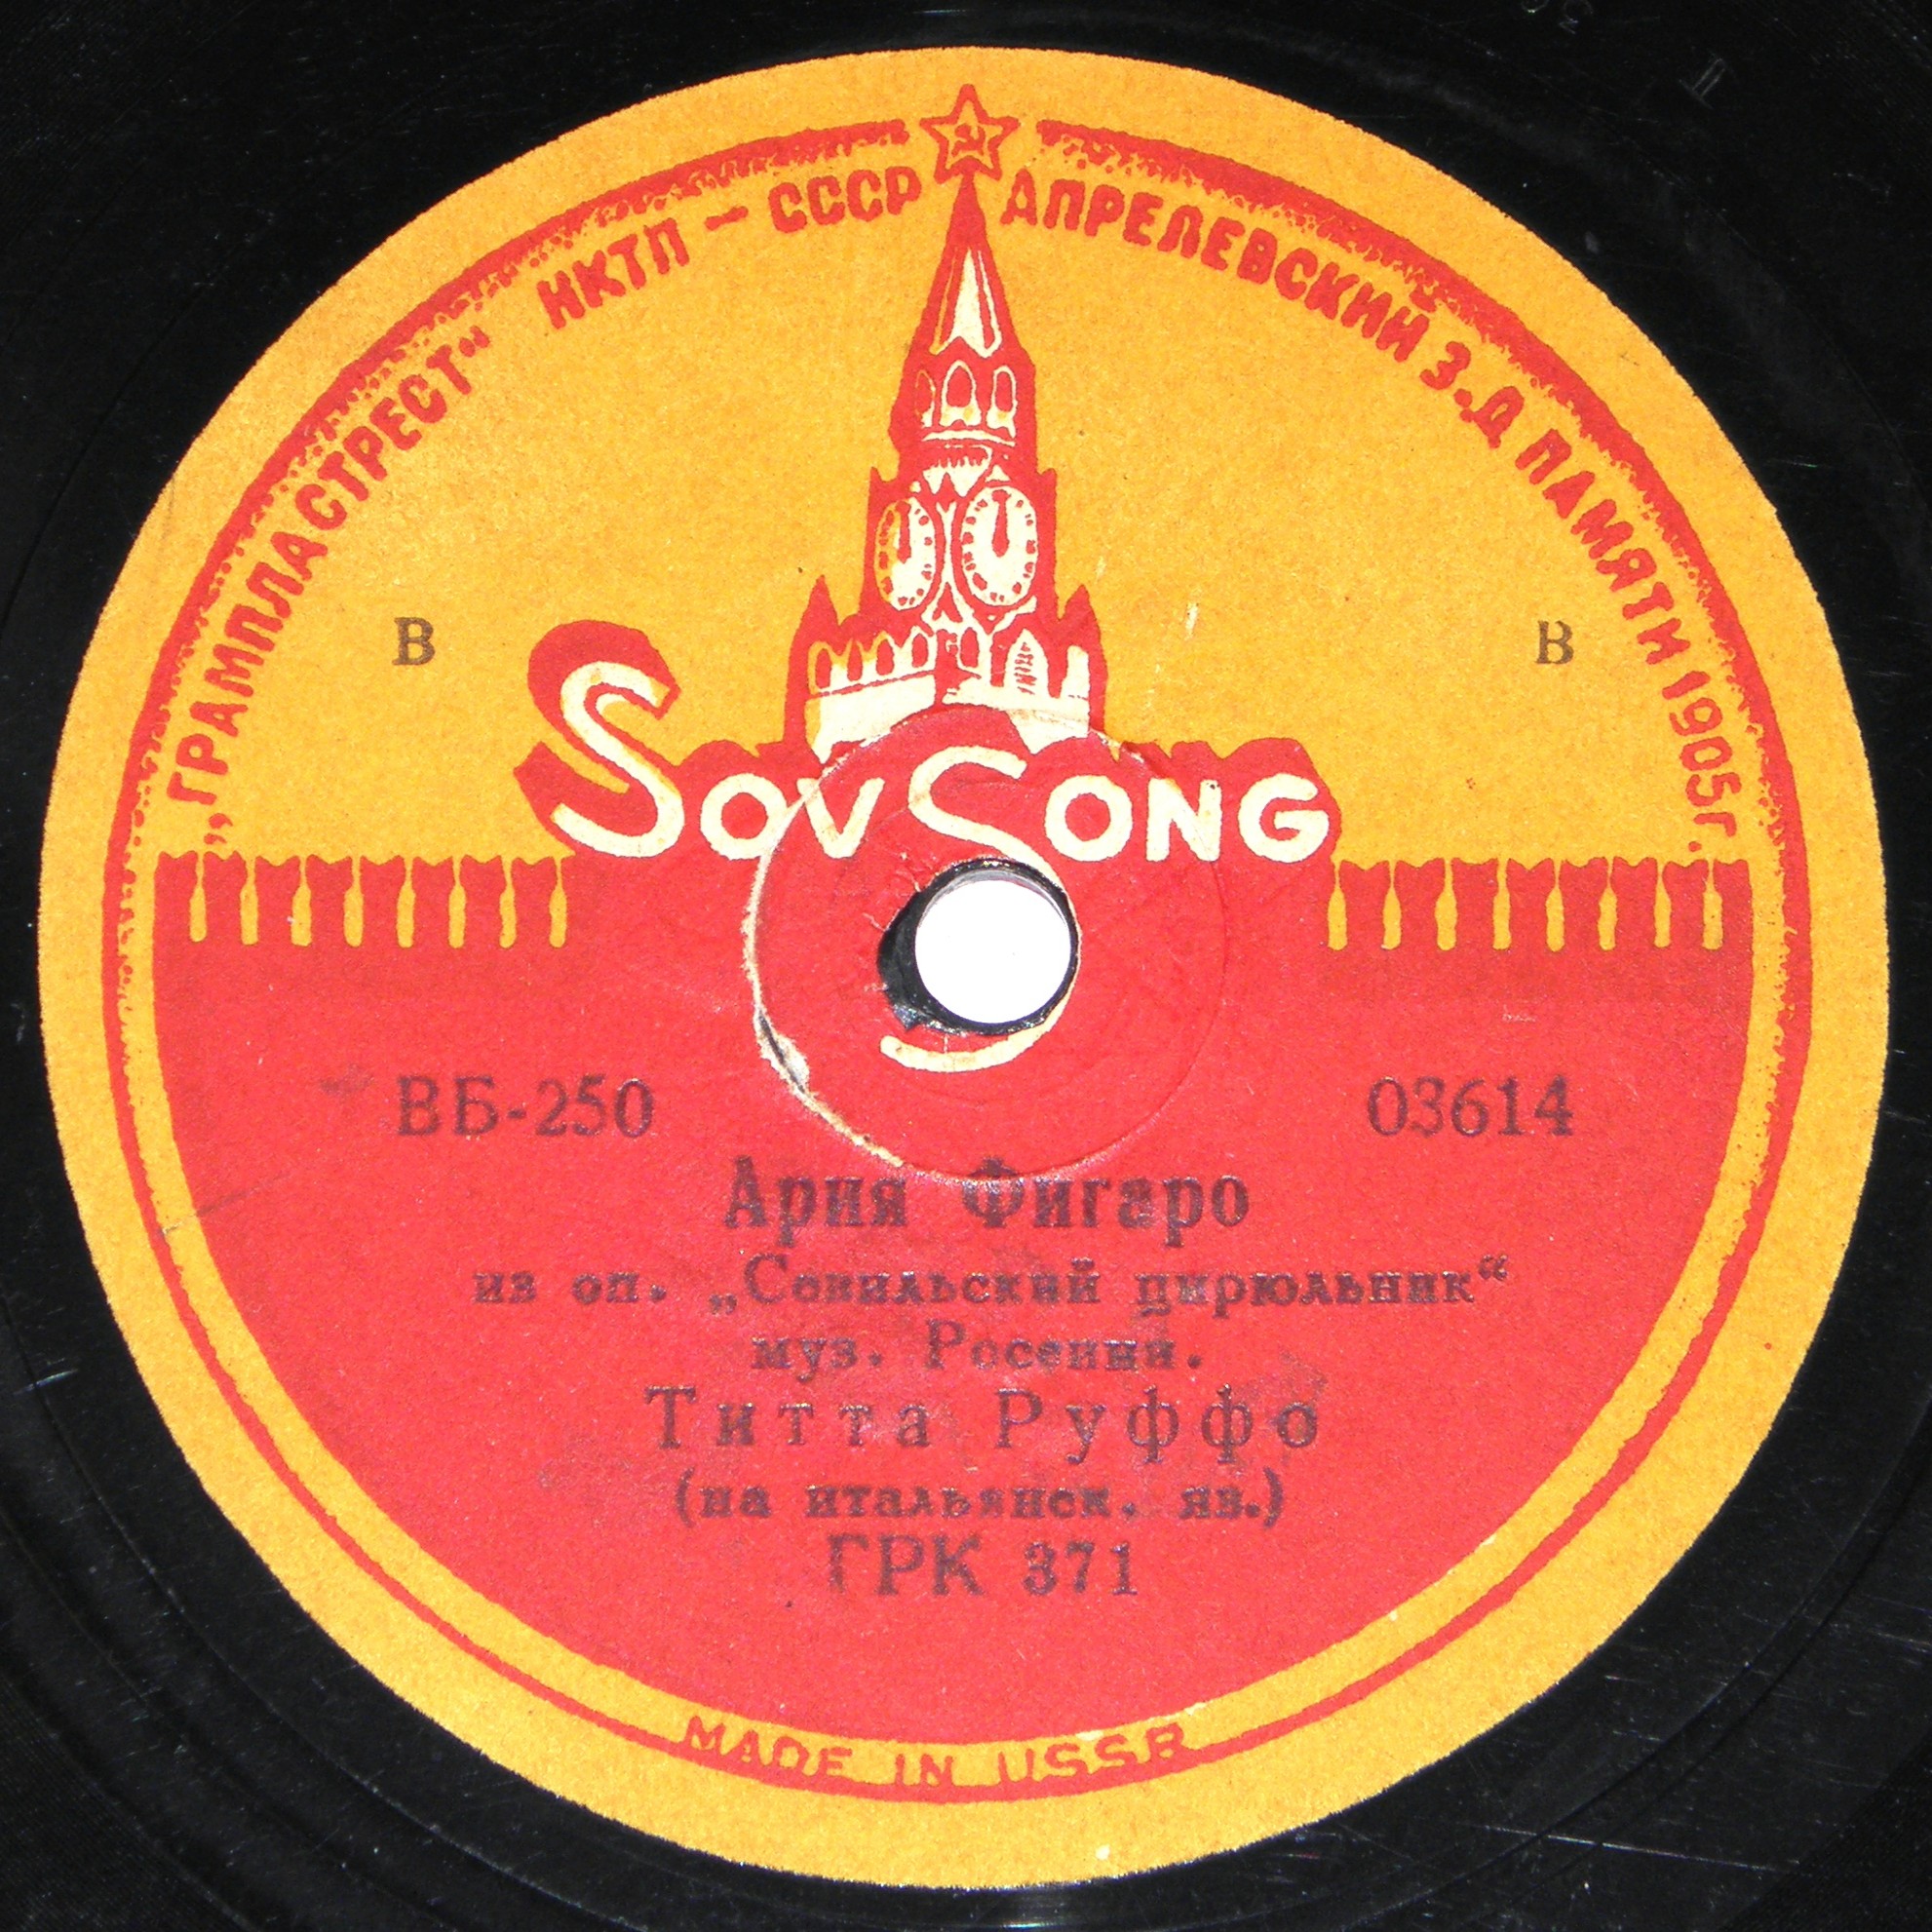 „ГРАМПЛАСТРЕСТ“ НКТП — СССР АПРЕЛЕВСКИЙ З-Д ПАМЯТИ 1905г.
В В
SOVSONG
ВБ-250 03614
Ария Фигаро
из оп. „Севильский цирюльник“
муз. Россини.
Титта Руффо
(на итальянск. яз.)
ГРК 371
MADE IN USSR